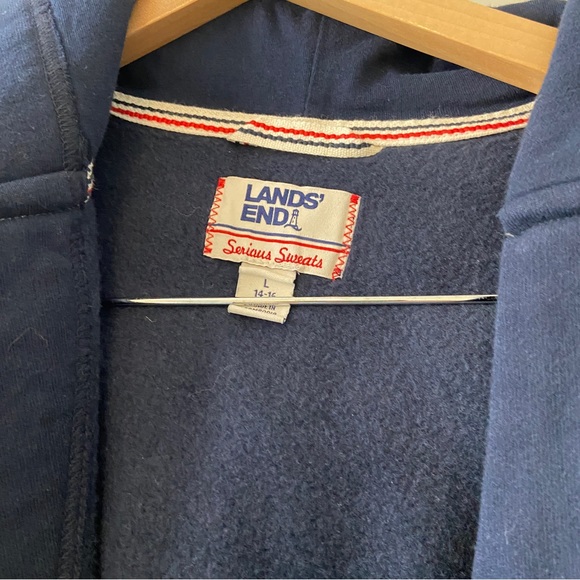 LANDS'
END
Serious Sweats
L
14-16